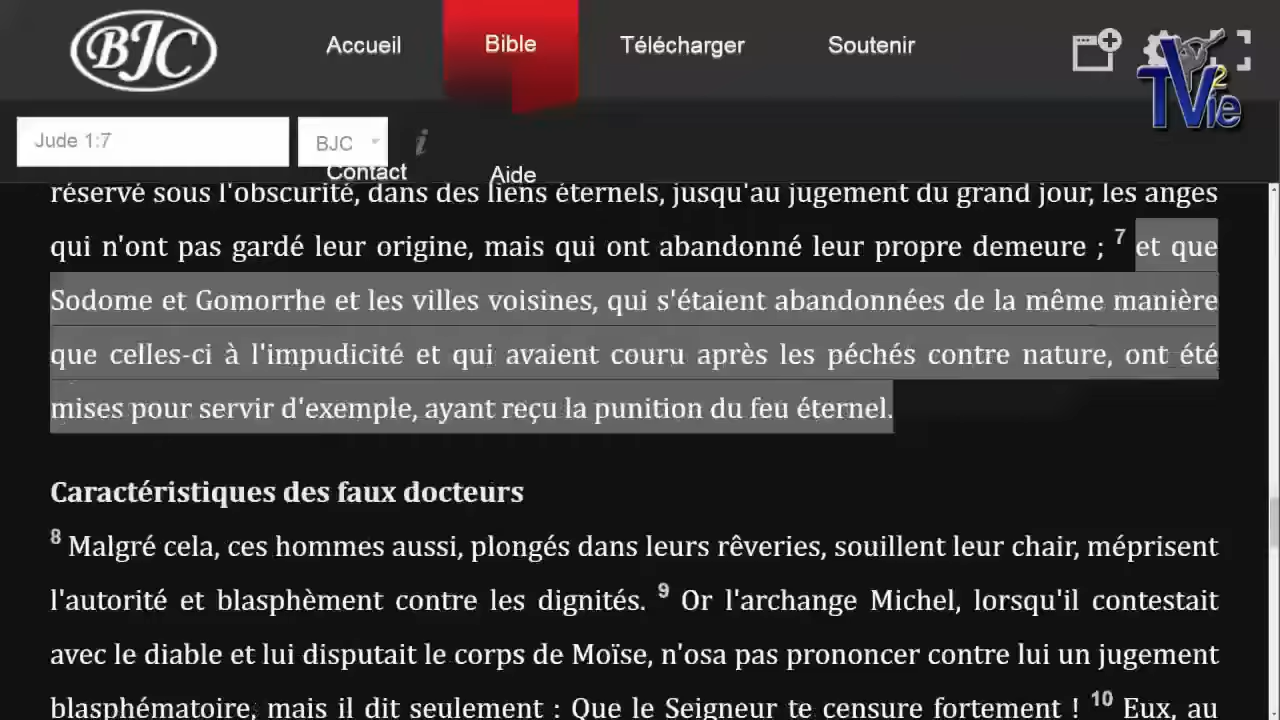 BJC
Accueil
Bible
Télécharger
Soutenir
TV2Vie
Jude 1:7
BJC
i
Contact
Aide
réservé sous l'obscurité, dans des liens éternels, jusqu'au jugement du grand jour, les anges
qui n'ont pas gardé leur origine, mais qui ont abandonné leur propre demeure ; 7 et que
Sodome et Gomorrhe et les villes voisines, qui s'étaient abandonnées de la même manière
que celles-ci à l'impudicité et qui avaient couru après les péchés contre nature, ont été
mises pour servir d'exemple, ayant reçu la punition du feu éternel.
Caractéristiques des faux docteurs
8 Malgré cela, ces hommes aussi, plongés dans leurs rêveries, souillent leur chair, méprisent
l'autorité et blasphèment contre les dignités. 9 Or l'archange Michel, lorsqu'il contestait
avec le diable et lui disputait le corps de Moïse, n'osa pas prononcer contre lui un jugement
blasphématoire, mais il dit seulement : Que le Seigneur te censure fortement ! 10 Eux, au